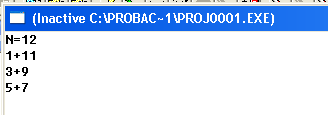 (Inactive C:\PROBAC~1\PROJ0001.EXE)
N=12
1+11
3+9
5+7